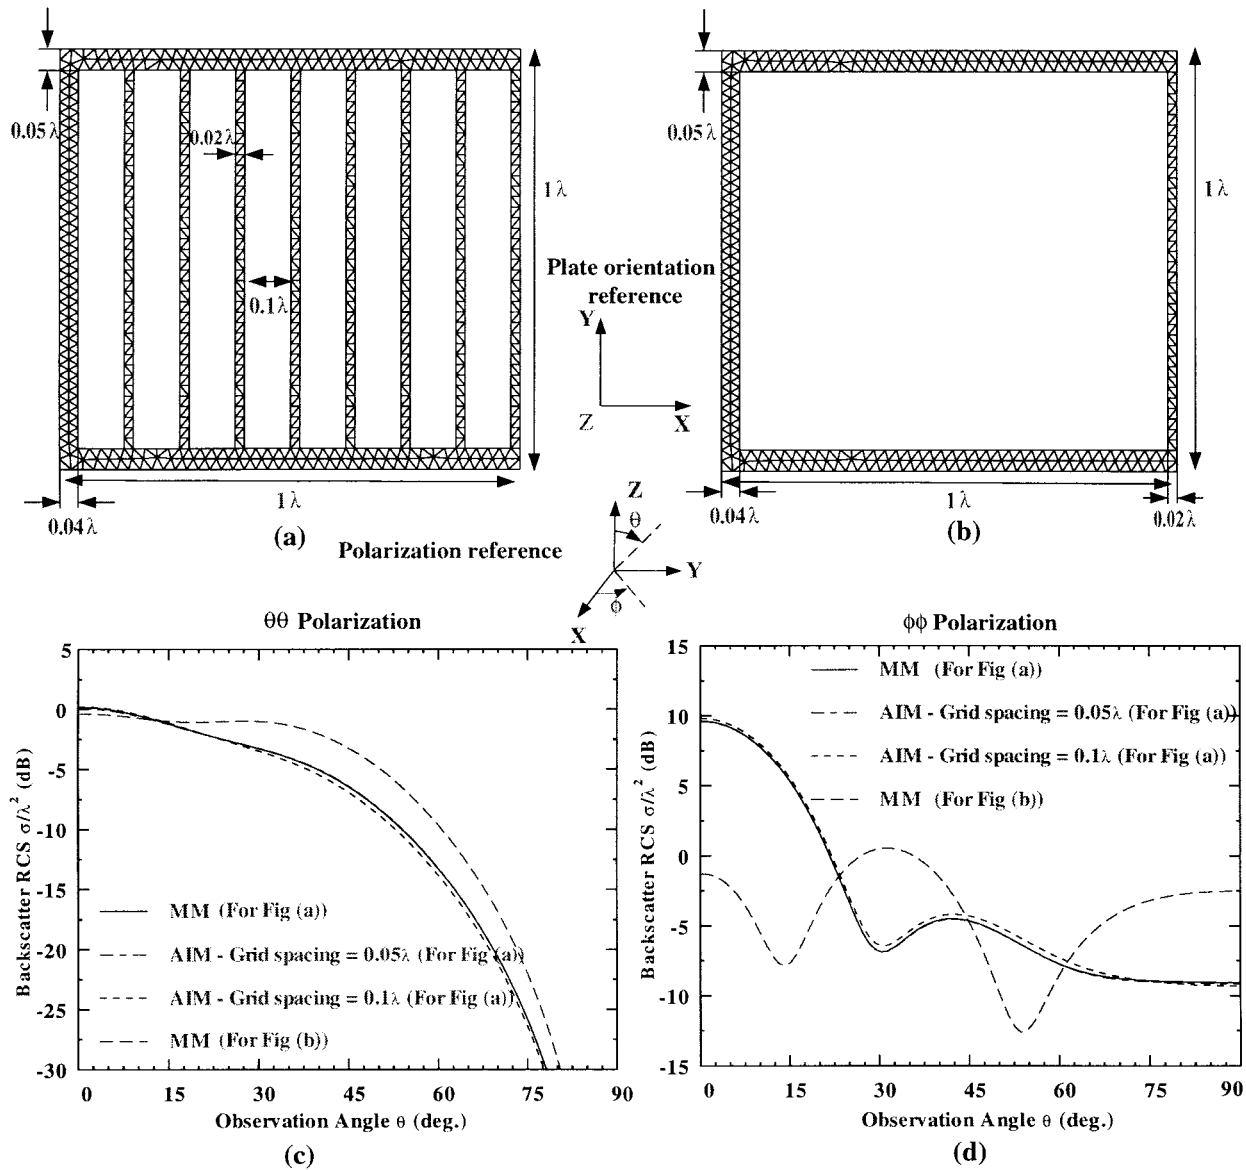 0.05λ
0.02λ
0.1λ
1λ
1λ
0.04λ
(a)
0.05λ
1λ
1λ
0.04λ
0.02λ
(b)
Plate orientation
reference
Y
Z
X
Polarization reference
Z
θ
Y
ϕ
X
θθ Polarization
5
0
-5
-10
-15
-20
-25
-30
Backscatter RCS σ/λ² (dB)
MM (For Fig (a))
AIM - Grid spacing = 0.05λ (For Fig (a))
AIM - Grid spacing = 0.1λ (For Fig (a))
MM (For Fig (b))
0 15 30 45 60 75 90
Observation Angle θ (deg.)
(c)
ϕϕ Polarization
15
10
5
0
-5
-10
-15
Backscatter RCS σ/λ² (dB)
MM (For Fig (a))
AIM - Grid spacing = 0.05λ (For Fig (a))
AIM - Grid spacing = 0.1λ (For Fig (a))
MM (For Fig (b))
0 15 30 45 60 75 90
Observation Angle θ (deg.)
(d)